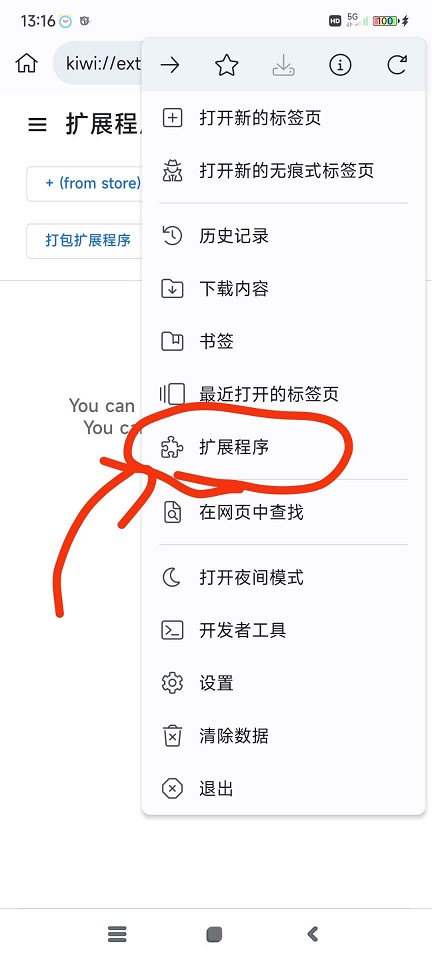 13:16
HD 5G 100
kiwi://ext
扩展程
+ (from store)
打包扩展程序
You can
You ca
打开新的标签页
打开新的无痕式标签页
历史记录
下载内容
书签
最近打开的标签页
扩展程序
在网页中查找
打开夜间模式
开发者工具
设置
清除数据
退出